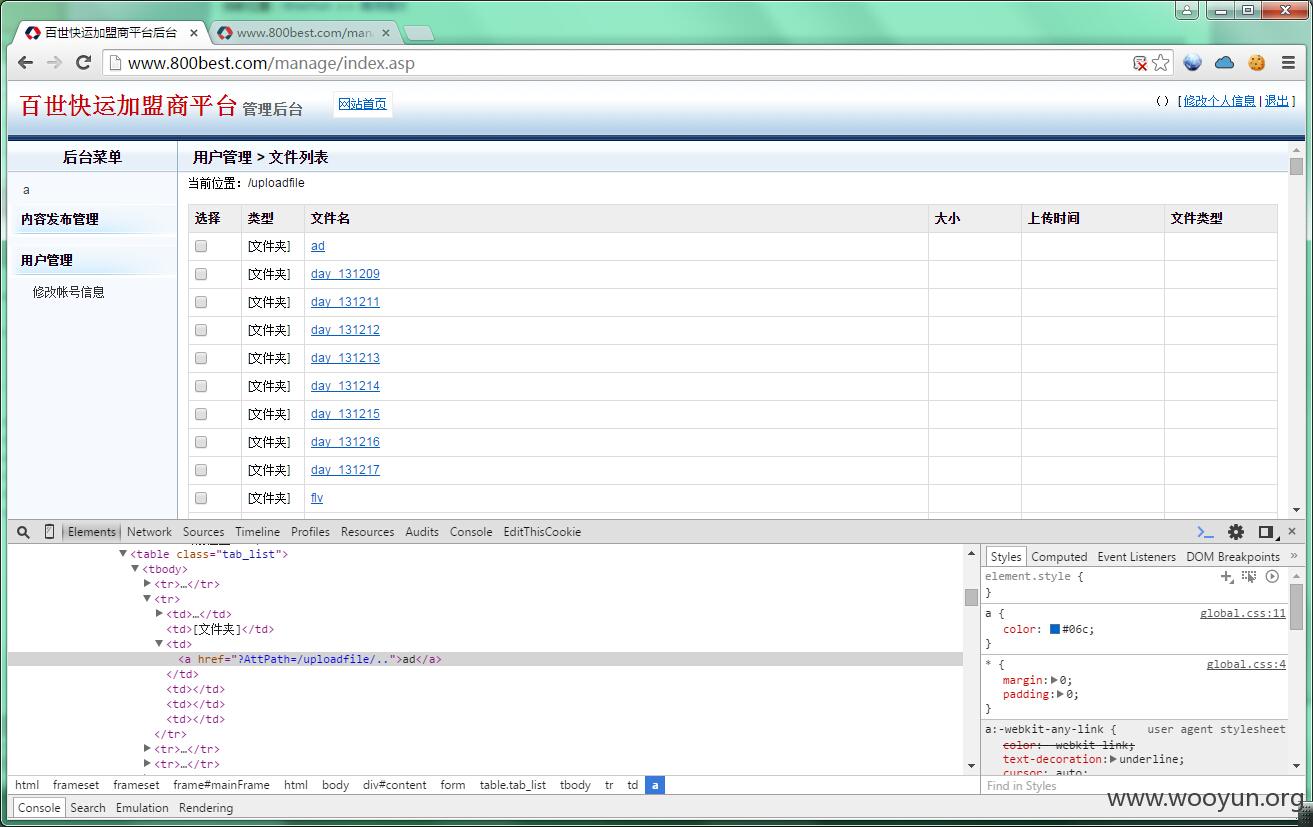 百世快运加盟商平台后台 × www.800best.com/man ×
www.800best.com/manage/index.asp
百世快运加盟商平台 管理后台 网站首页 ( ) [ 修改个人信息 | 退出 ]
后台菜单
a
内容发布管理
用户管理
修改帐号信息
用户管理 > 文件列表
当前位置：/uploadfile
选择 类型 文件名 大小 上传时间 文件类型
[文件夹] ad
[文件夹] day_131209
[文件夹] day_131211
[文件夹] day_131212
[文件夹] day_131213
[文件夹] day_131214
[文件夹] day_131215
[文件夹] day_131216
[文件夹] day_131217
[文件夹] flv
Elements Network Sources Timeline Profiles Resources Audits Console EditThisCookie
▼<table class="tab_list">
▼<tbody>
▶<tr>…</tr>
▼<tr>
▶<td>…</td>
<td>[文件夹]</td>
▼<td>
<a href="?AttPath=/uploadfile/..">ad</a>
</td>
<td></td>
<td></td>
<td></td>
</tr>
▶<tr>…</tr>
▶<tr>…</tr>
html frameset frameset frame#mainFrame html body div#content form table.tab_list tbody tr td a
Styles Computed Event Listeners DOM Breakpoints »
element.style {
}
a { global.css:11
color: #06c;
}
* { global.css:4
margin:▶0;
padding:▶0;
}
a:-webkit-any-link { user agent stylesheet
color: -webkit-link;
text-decoration:▶underline;
cursor: auto;
Find in Styles
Console Search Emulation Rendering
www.wooyun.org